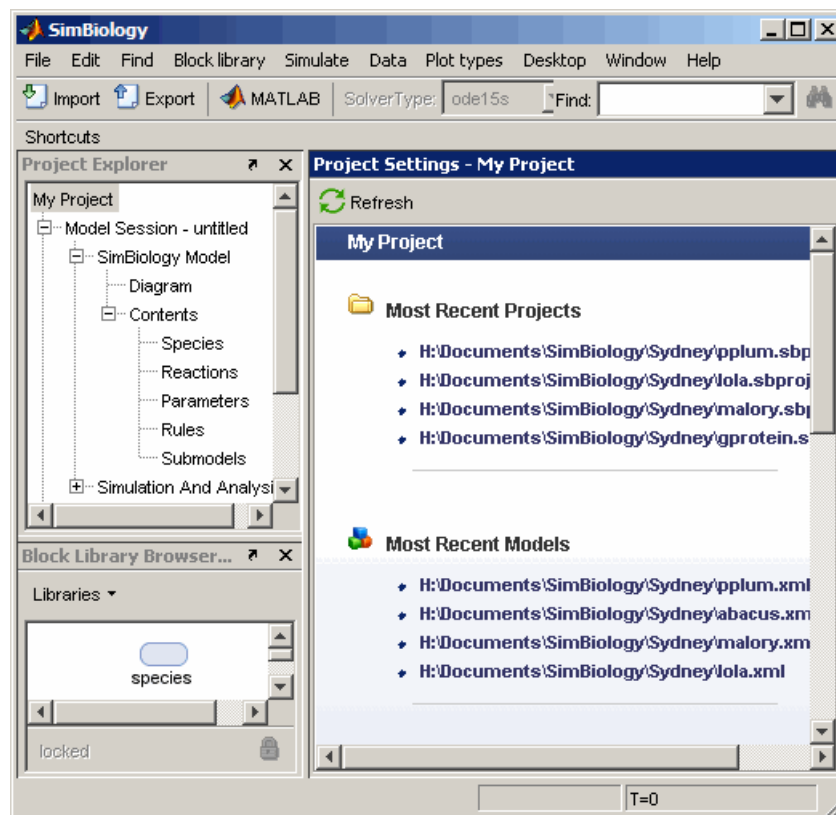 SimBiology
File Edit Find Block library Simulate Data Plot types Desktop Window Help
Import Export MATLAB SolverType: ode15s Find:
Shortcuts
Project Explorer
My Project
Model Session - untitled
SimBiology Model
Diagram
Contents
Species
Reactions
Parameters
Rules
Submodels
Simulation And Analysi
Block Library Browser...
Libraries
species
locked
Project Settings - My Project
Refresh
My Project
Most Recent Projects
H:\Documents\SimBiology\Sydney\pplum.sbp
H:\Documents\SimBiology\Sydney\lola.sbproj
H:\Documents\SimBiology\Sydney\malory.sbp
H:\Documents\SimBiology\Sydney\gprotein.s
Most Recent Models
H:\Documents\SimBiology\Sydney\pplum.xml
H:\Documents\SimBiology\Sydney\abacus.xm
H:\Documents\SimBiology\Sydney\malory.xm
H:\Documents\SimBiology\Sydney\lola.xml
T=0